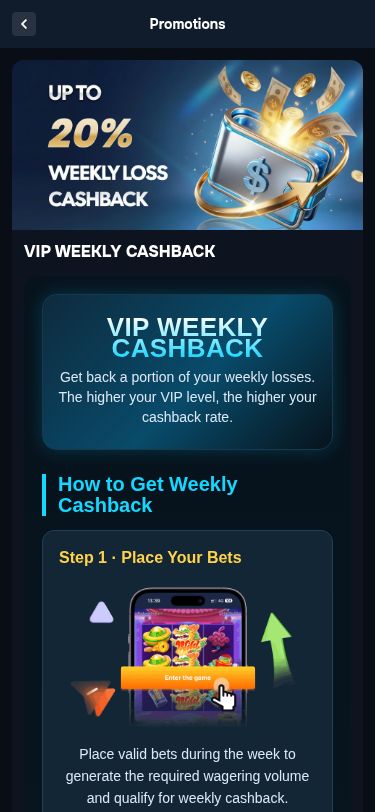 Promotions
UP TO
20%
WEEKLY LOSS
CASHBACK
VIP WEEKLY CASHBACK
VIP WEEKLY
CASHBACK
Get back a portion of your weekly losses.
The higher your VIP level, the higher your
cashback rate.
How to Get Weekly
Cashback
Step 1 · Place Your Bets
Enter the game
Place valid bets during the week to
generate the required wagering volume
and qualify for weekly cashback.